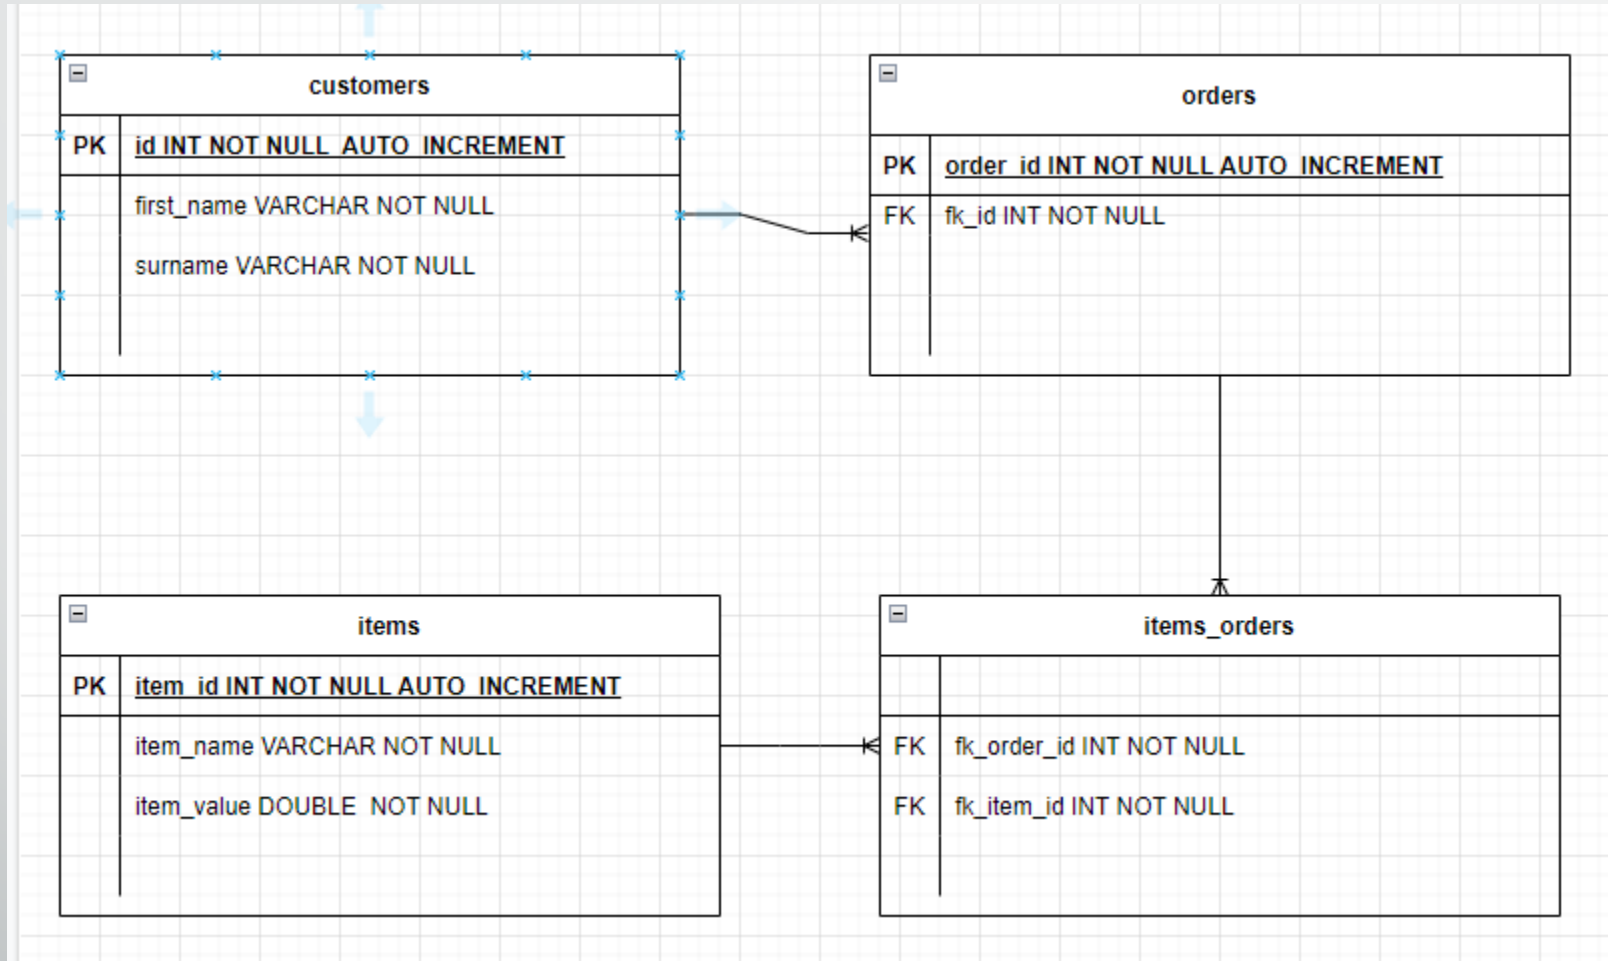 customers
PK id INT NOT NULL AUTO_INCREMENT
first_name VARCHAR NOT NULL
surname VARCHAR NOT NULL
orders
PK order_id INT NOT NULL AUTO_INCREMENT
FK fk_id INT NOT NULL
items
PK item_id INT NOT NULL AUTO_INCREMENT
item_name VARCHAR NOT NULL
item_value DOUBLE  NOT NULL
items_orders
FK fk_order_id INT NOT NULL
FK fk_item_id INT NOT NULL